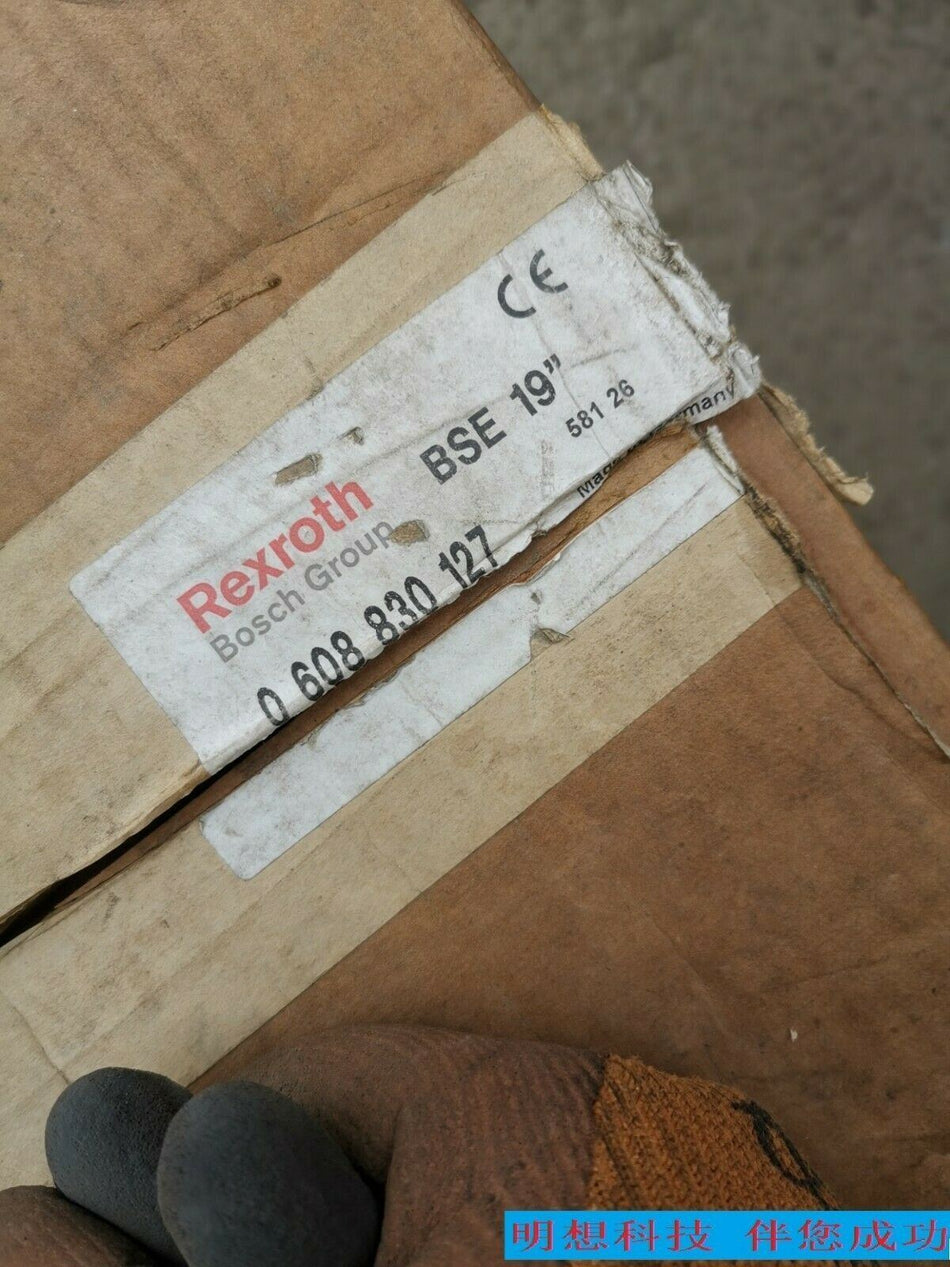 CE
BSE 19"
581 26
Rexroth
Bosch Group
0 608 830 127
明想科技 伴您成功